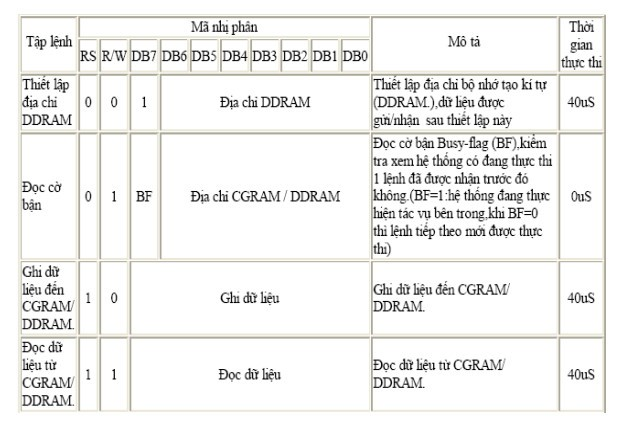 Tập lệnh Mã nhị phân Mô tả Thời gian thực thi
RS R/W DB7 DB6 DB5 DB4 DB3 DB2 DB1 DB0
Thiết lập
địa chỉ
DDRAM
0 0 1 Địa chỉ DDRAM
Thiết lập địa chỉ bộ nhớ tạo kí tự
(DDRAM.),dữ liệu được
gửi/nhận sau thiết lập này
40uS
Đọc cờ
bận
0 1 BF Địa chỉ CGRAM / DDRAM
Đọc cờ bận Busy-flag (BF),kiểm
tra xem hệ thống có đang thực thi
1 lệnh đã được nhận trước đó
không.(BF=1:hệ thống đang thực
hiện tác vụ bên trong,khi BF=0
thì lệnh tiếp theo mới được thực
thi)
0uS
Ghi dữ
liệu đến
CGRAM/
DDRAM.
1 0 Ghi dữ liệu
Ghi dữ liệu đến CGRAM/
DDRAM.
40uS
Đọc dữ
liệu từ
CGRAM/
DDRAM.
1 1 Đọc dữ liệu
Đọc dữ liệu từ CGRAM/
DDRAM.
40uS